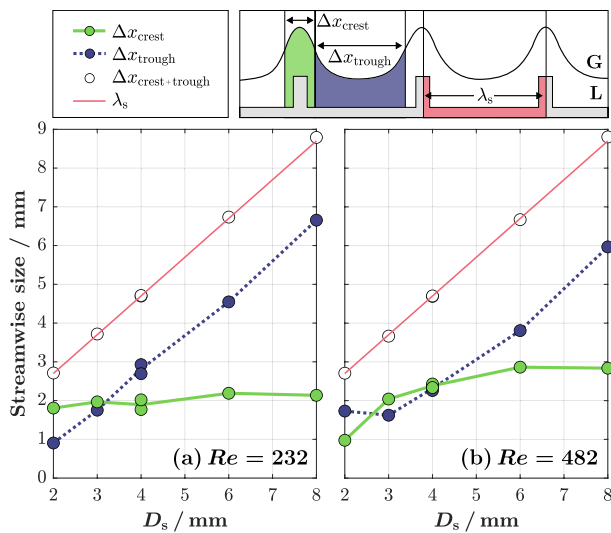 Δx_crest
Δx_trough
Δx_crest+trough
λ_s
Δx_crest
Δx_trough
G
λ_s
L
Streamwise size / mm
9
8
7
6
5
4
3
2
1
0
(a) Re = 232
(b) Re = 482
2 3 4 5 6 7 8
2 3 4 5 6 7 8
D_s / mm
D_s / mm